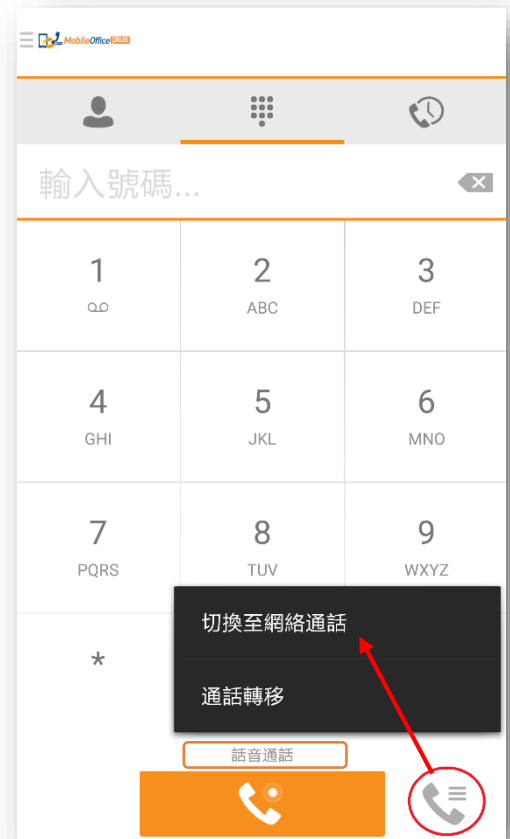 MobileOffice PLUS
輸入號碼...
1 2 3
ABC DEF
4 5 6
GHI JKL MNO
7 8 9
PQRS TUV WXYZ
*
切換至網絡通話
通話轉移
話音通話